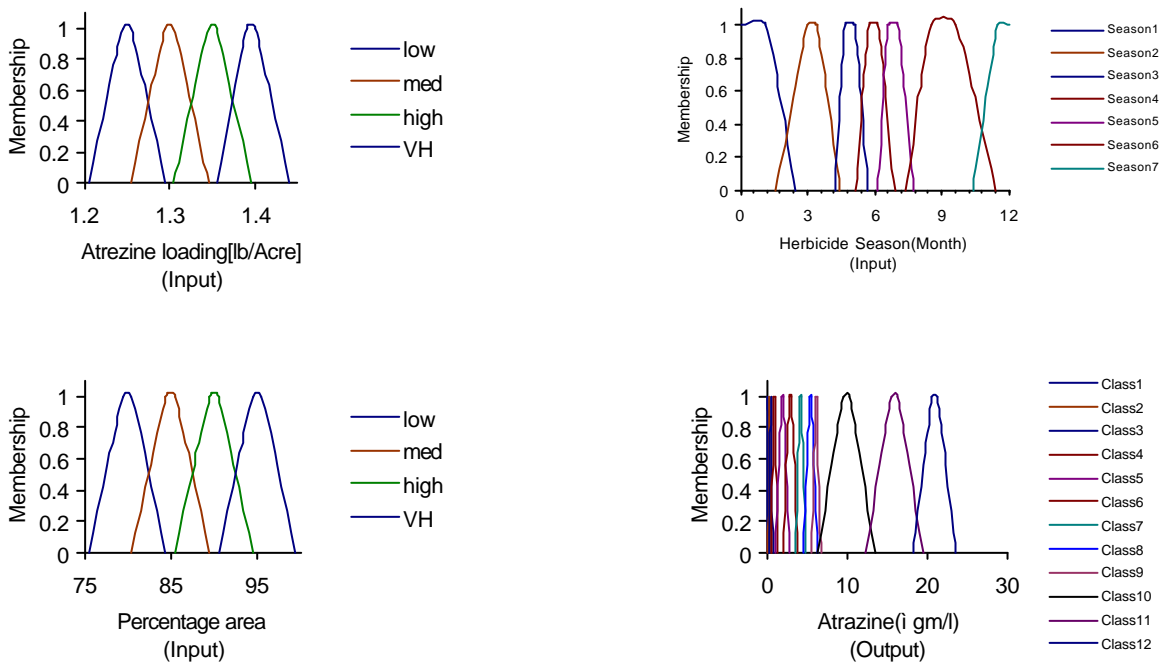 Membership
1
0.8
0.6
0.4
0.2
0
1.2
1.3
1.4
Atrezine loading[lb/Acre]
(Input)
low
med
high
VH
Membership
1
0.8
0.6
0.4
0.2
0
0
3
6
9
12
Herbicide Season(Month)
(Input)
Season1
Season2
Season3
Season4
Season5
Season6
Season7
Membership
1
0.8
0.6
0.4
0.2
0
75
85
95
Percentage area
(Input)
low
med
high
VH
Membership
1
0.8
0.6
0.4
0.2
0
0
10
20
30
Atrazine(ì gm/l)
(Output)
Class1
Class2
Class3
Class4
Class5
Class6
Class7
Class8
Class9
Class10
Class11
Class12